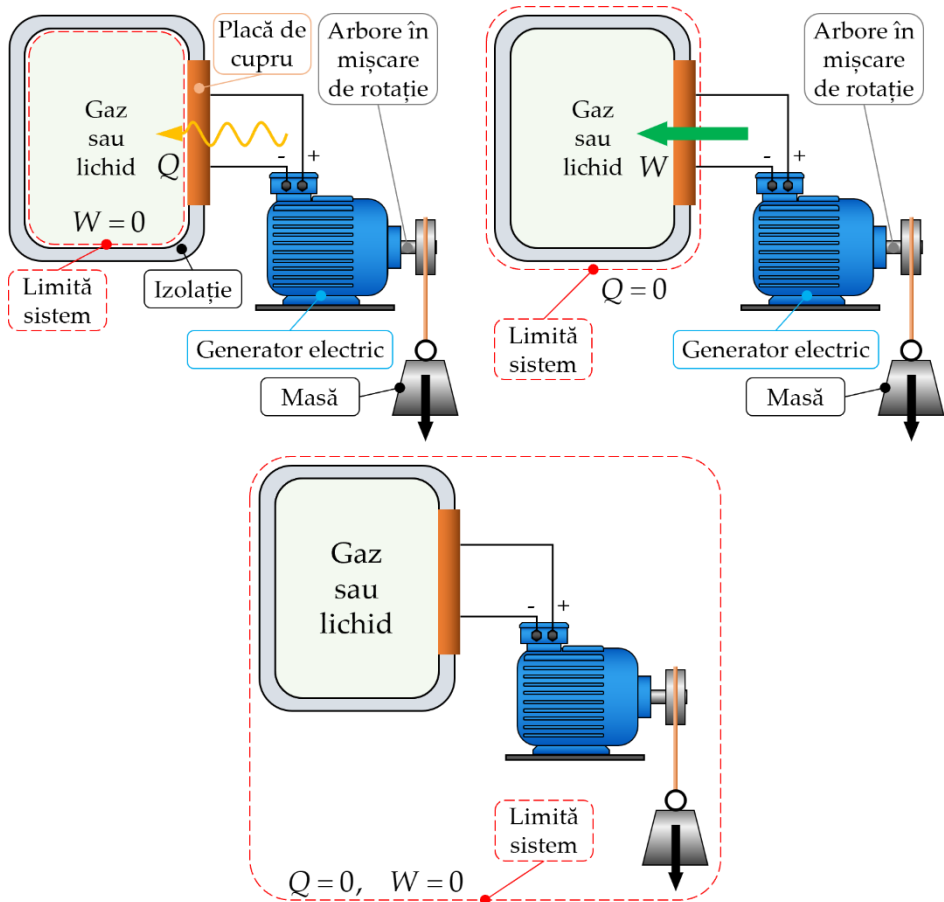 Placă de
cupru
Arbore în
mișcare
de rotație
Gaz
sau
lichid
Q
- +
W = 0
Limită
sistem
Izolație
Generator electric
Masă
Arbore în
mișcare
de rotație
Gaz
sau
lichid
W
- +
Q = 0
Limită
sistem
Generator electric
Masă
Gaz
sau
lichid
- +
Limită
sistem
Q = 0, W = 0